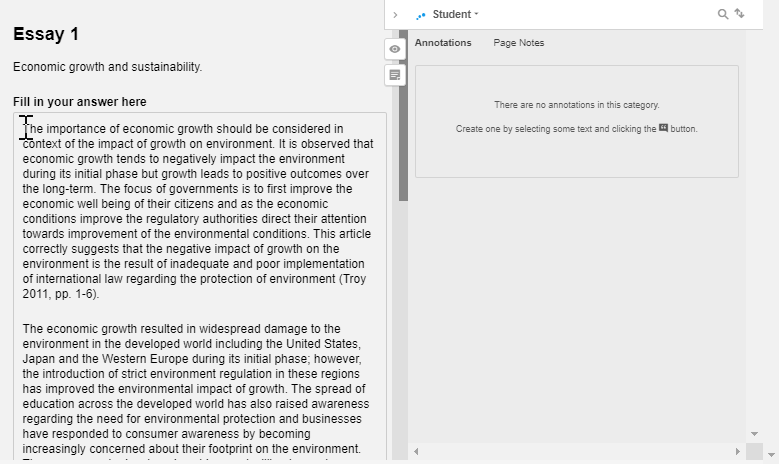 Essay 1
Economic growth and sustainability.
Fill in your answer here
The importance of economic growth should be considered in
context of the impact of growth on environment. It is observed that
economic growth tends to negatively impact the environment
during its initial phase but growth leads to positive outcomes over
the long-term. The focus of governments is to first improve the
economic well being of their citizens and as the economic
conditions improve the regulatory authorities direct their attention
towards improvement of the environmental conditions. This article
correctly suggests that the negative impact of growth on the
environment is the result of inadequate and poor implementation
of international law regarding the protection of environment (Troy
2011, pp. 1-6).
The economic growth resulted in widespread damage to the
environment in the developed world including the United States,
Japan and the Western Europe during its initial phase; however,
the introduction of strict environment regulation in these regions
has improved the environmental impact of growth. The spread of
education across the developed world has also raised awareness
regarding the need for environmental protection and businesses
have responded to consumer awareness by becoming
increasingly concerned about their footprint on the environment.
Student
Annotations Page Notes
There are no annotations in this category.
Create one by selecting some text and clicking the button.